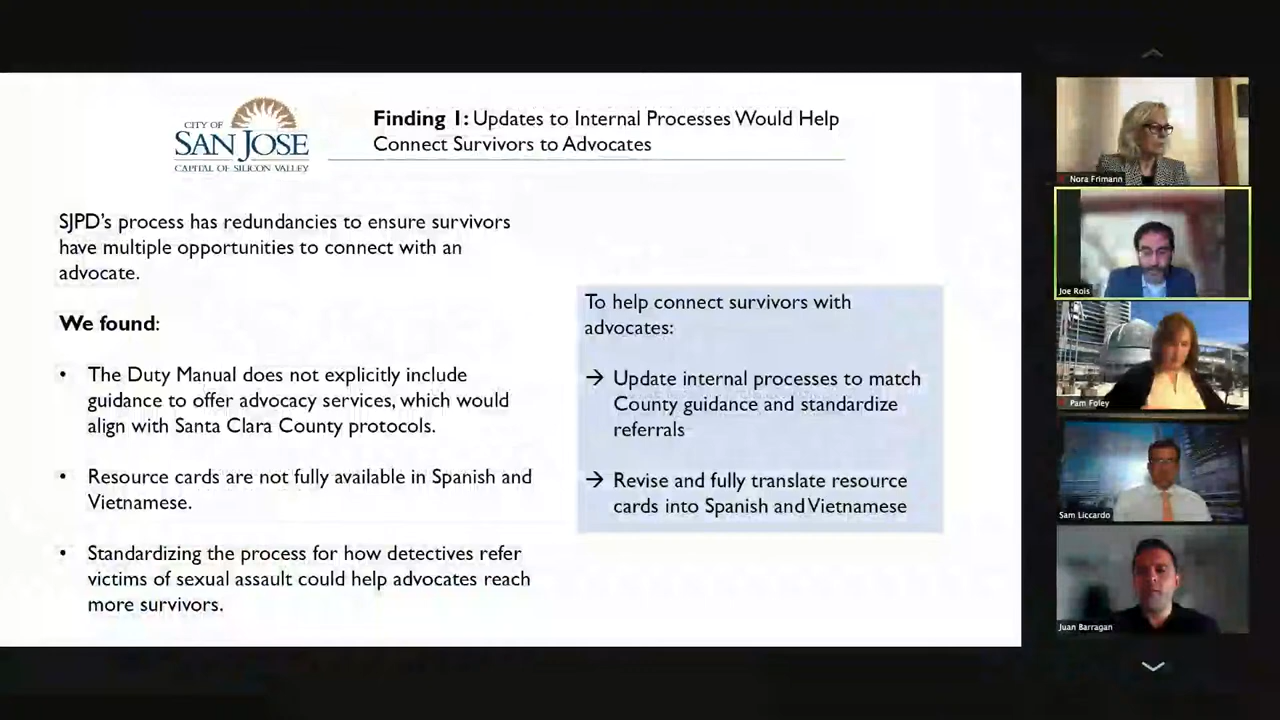 CITY OF
SAN JOSE
CAPITAL OF SILICON VALLEY
Finding 1: Updates to Internal Processes Would Help
Connect Survivors to Advocates
SJPD's process has redundancies to ensure survivors
have multiple opportunities to connect with an
advocate.
We found:
• The Duty Manual does not explicitly include
guidance to offer advocacy services, which would
align with Santa Clara County protocols.
• Resource cards are not fully available in Spanish and
Vietnamese.
• Standardizing the process for how detectives refer
victims of sexual assault could help advocates reach
more survivors.
To help connect survivors with
advocates:
→ Update internal processes to match
County guidance and standardize
referrals
→ Revise and fully translate resource
cards into Spanish and Vietnamese
Nora Frimann
Joe Rois
Pam Foley
Sam Liccardo
Juan Barragan